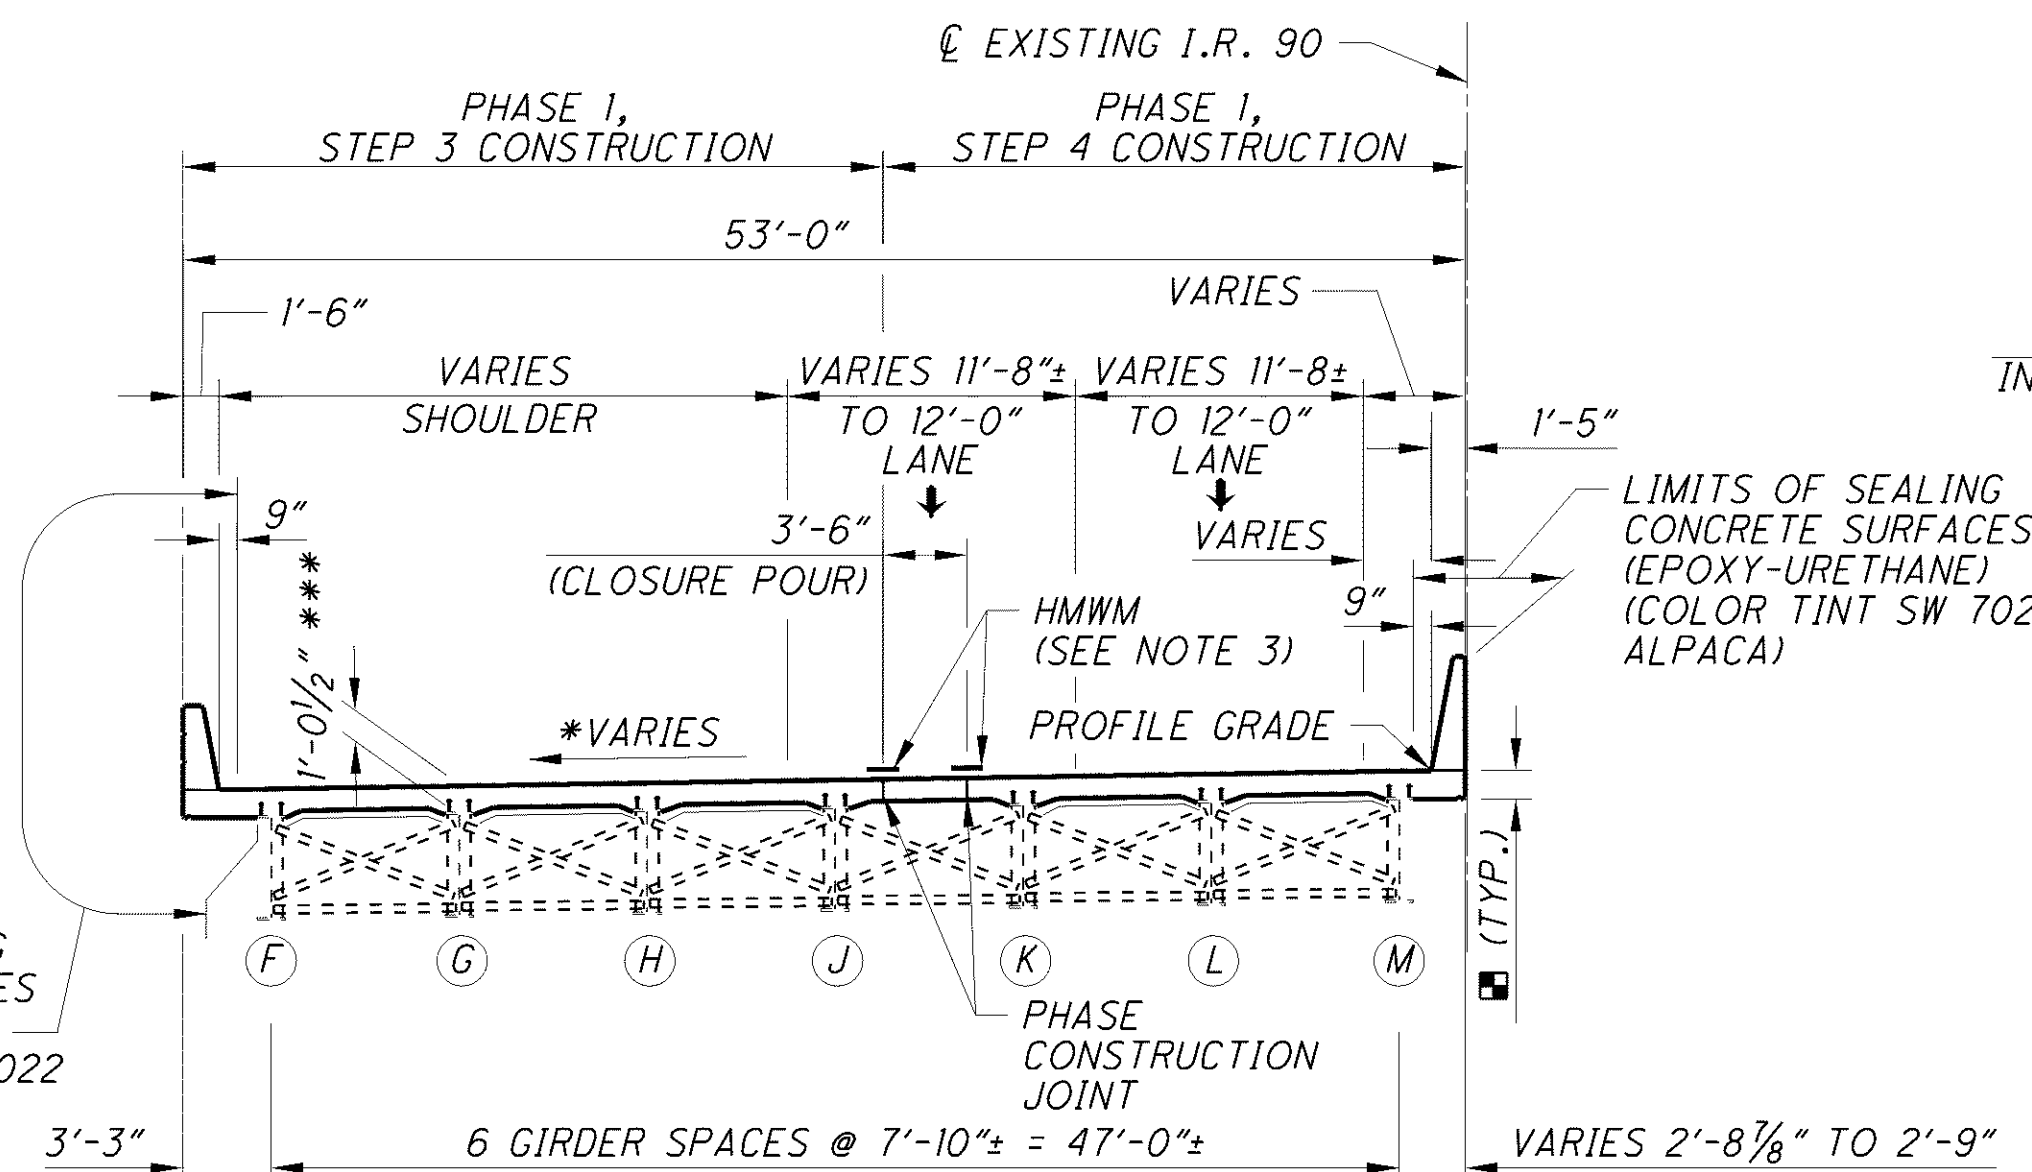 ℄ EXISTING I.R. 90
PHASE 1,
STEP 3 CONSTRUCTION
PHASE 1,
STEP 4 CONSTRUCTION
53'-0"
VARIES
1'-6"
VARIES
SHOULDER
VARIES 11'-8"±
TO 12'-0"
LANE
VARIES 11'-8±
TO 12'-0"
LANE
1'-5"
IN
9"
3'-6"
(CLOSURE POUR)
VARIES
9"
LIMITS OF SEALING
CONCRETE SURFACES
(EPOXY-URETHANE)
(COLOR TINT SW 702
ALPACA)
HMWM
(SEE NOTE 3)
1'-0½" ***
*VARIES
PROFILE GRADE
(TYP.)
F G H J K L M
ES
022
PHASE
CONSTRUCTION
JOINT
3'-3"
6 GIRDER SPACES @ 7'-10"± = 47'-0"±
VARIES 2'-8⅞" TO 2'-9"